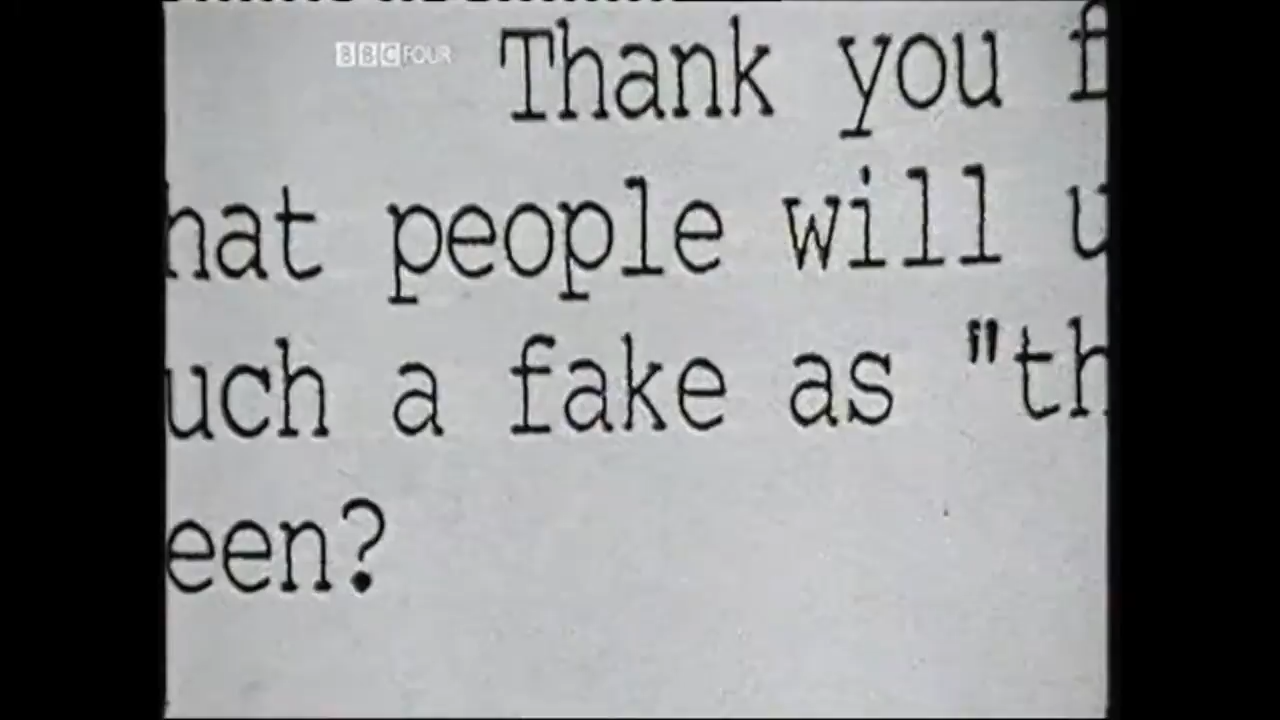 BBC FOUR
Thank you f
hat people will u
uch a fake as "th
een?